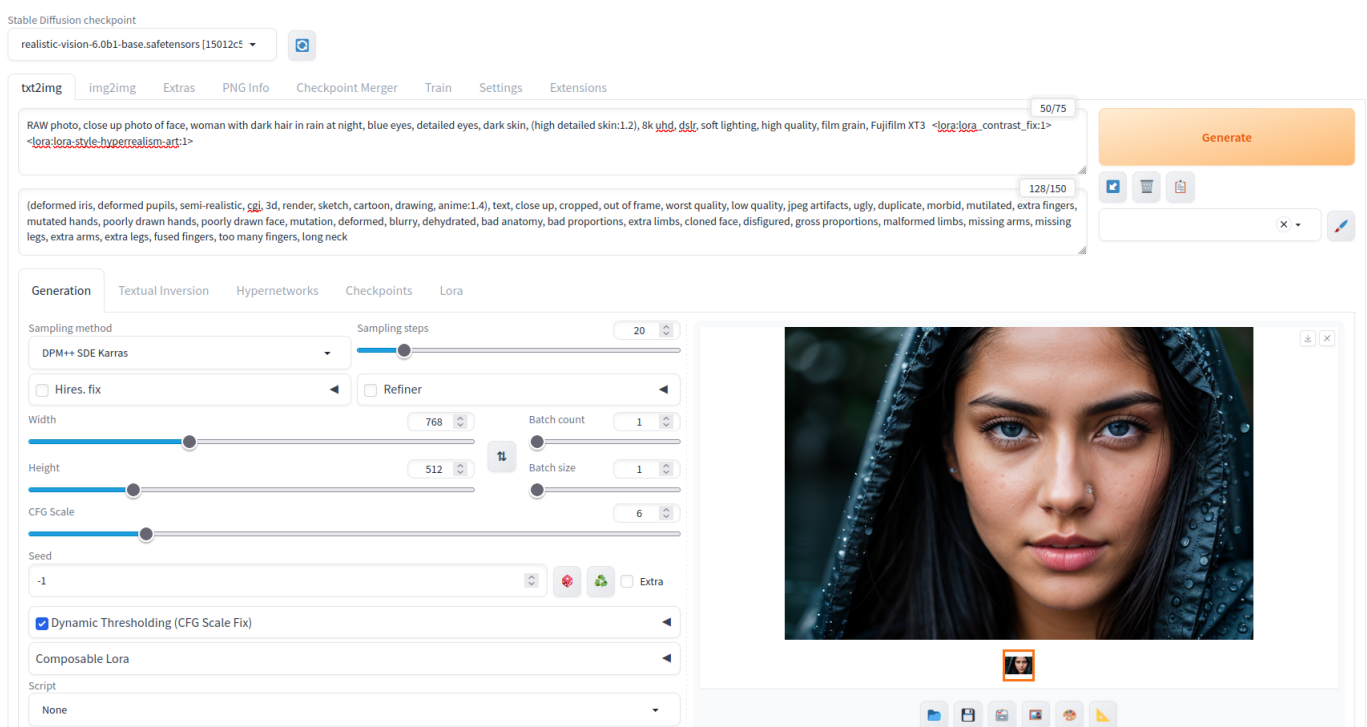 Stable Diffusion checkpoint
realistic-vision-6.0b1-base.safetensors [15012c5
txt2img img2img Extras PNG Info Checkpoint Merger Train Settings Extensions
50/75
RAW photo, close up photo of face, woman with dark hair in rain at night, blue eyes, detailed eyes, dark skin, (high detailed skin:1.2), 8k uhd, dslr, soft lighting, high quality, film grain, Fujifilm XT3 <lora:lora_contrast_fix:1>
<lora:lora-style-hyperrealism-art:1>
Generate
128/150
(deformed iris, deformed pupils, semi-realistic, cgi, 3d, render, sketch, cartoon, drawing, anime:1.4), text, close up, cropped, out of frame, worst quality, low quality, jpeg artifacts, ugly, duplicate, morbid, mutilated, extra fingers,
mutated hands, poorly drawn hands, poorly drawn face, mutation, deformed, blurry, dehydrated, bad anatomy, bad proportions, extra limbs, cloned face, disfigured, gross proportions, malformed limbs, missing arms, missing
legs, extra arms, extra legs, fused fingers, too many fingers, long neck
Generation Textual Inversion Hypernetworks Checkpoints Lora
Sampling method
DPM++ SDE Karras
Sampling steps
20
Hires. fix
Refiner
Width
768
Batch count
1
Height
512
Batch size
1
CFG Scale
6
Seed
-1
Extra
Dynamic Thresholding (CFG Scale Fix)
Composable Lora
Script
None